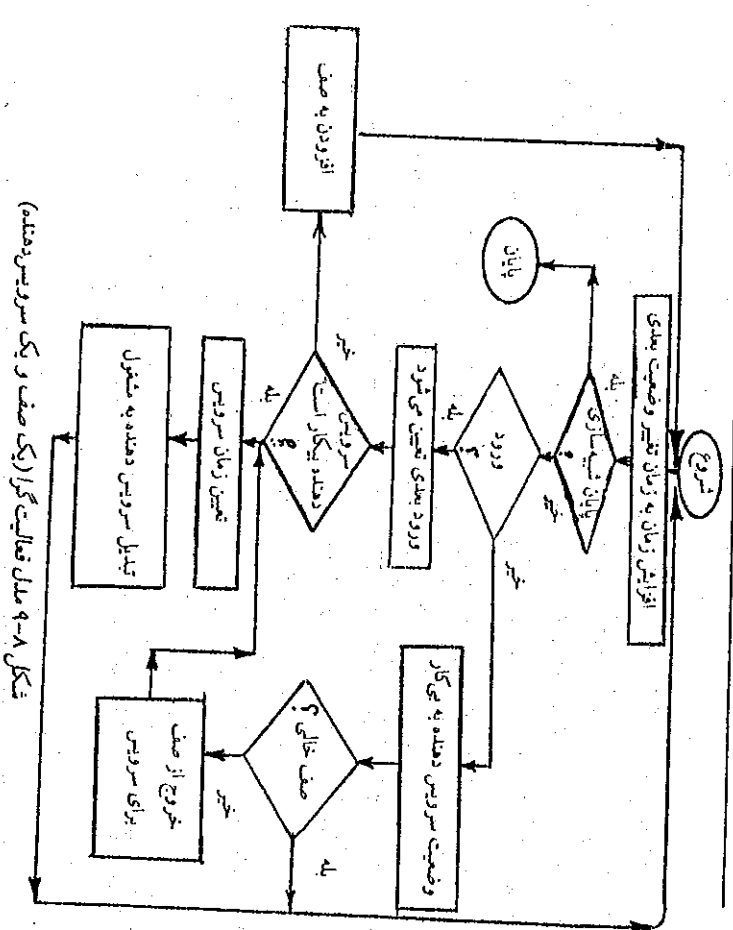 شروع
افزایش زمان به زمان تغییر وضعیت بعدی
پایان شبیه‌سازی
؟
بله
خیر
پایان
ورود
؟
بله
خیر
ورود بعدی تعیین می‌شود
وضعیت سرویس دهنده به بی‌کار
سرویس
دهنده بیکار است
؟
خیر
بله
افزودن به صف
صف خالی؟
بله
خیر
تعیین زمان سرویس
خروج از صف
برای سرویس
تبدیل سرویس دهنده به مشغول
شکل ۸-۹ مدل فعالیت گرا (یک صف و یک سرویس‌دهنده)